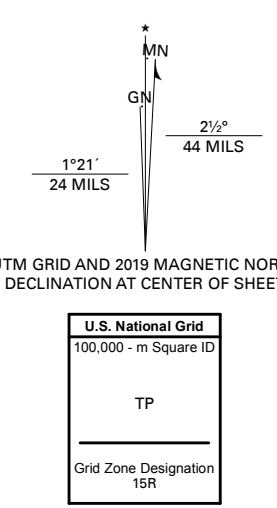 ★
MN
GN
2½°
44 MILS
1°21´
24 MILS
UTM GRID AND 2019 MAGNETIC NOR
DECLINATION AT CENTER OF SHEET
U.S. National Grid
100,000 - m Square ID
TP
Grid Zone Designation
15R